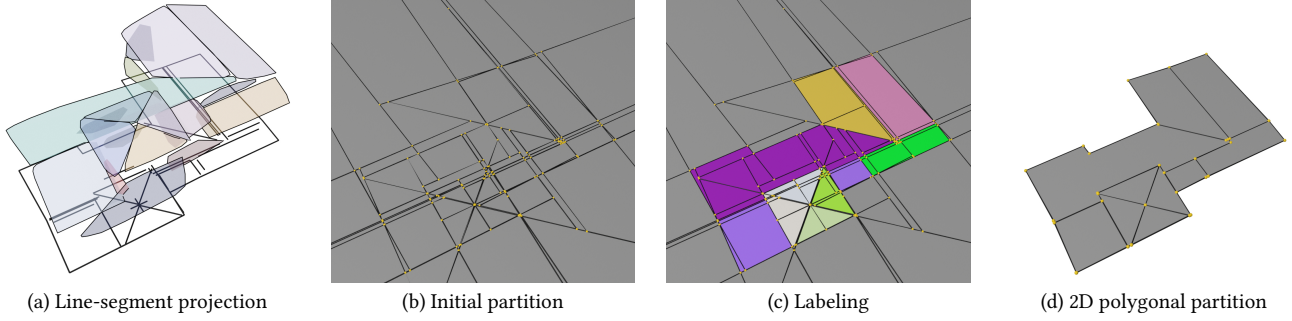 (a) Line-segment projection
(b) Initial partition
(c) Labeling
(d) 2D polygonal partition